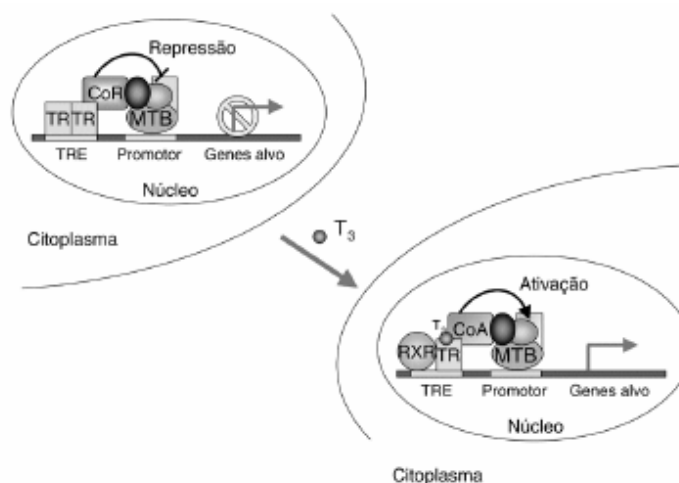 Repressão
CoR
TR TR
MTB
TRE Promotor Genes alvo
Núcleo
Citoplasma
T3
Ativação
T
CoA
RXR TR
MTB
TRE Promotor Genes alvo
Núcleo
Citoplasma